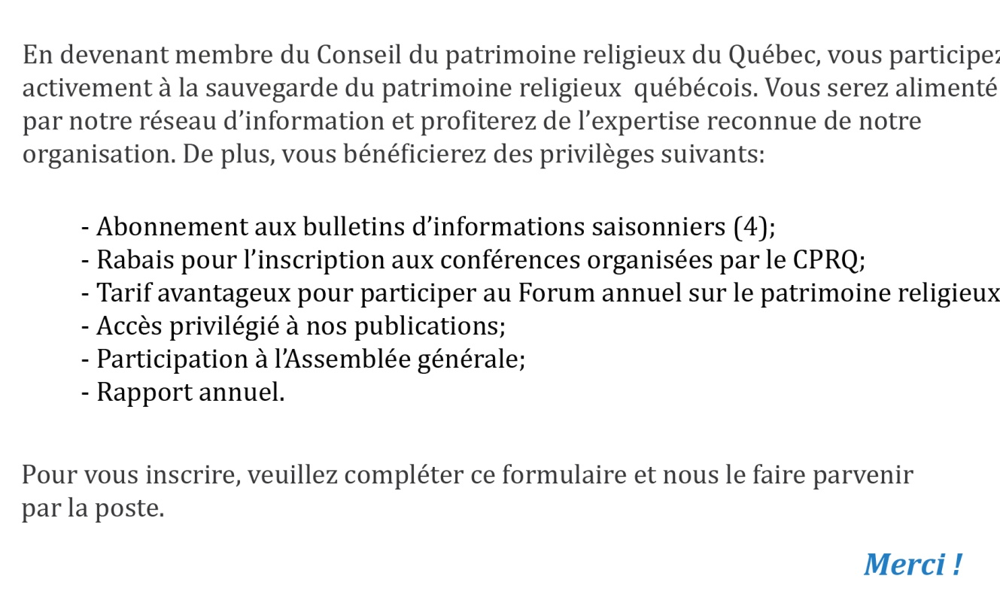 En devenant membre du Conseil du patrimoine religieux du Québec, vous participez
activement à la sauvegarde du patrimoine religieux  québécois. Vous serez alimenté
par notre réseau d’information et profiterez de l’expertise reconnue de notre
organisation. De plus, vous bénéficierez des privilèges suivants:
- Abonnement aux bulletins d’informations saisonniers (4);
- Rabais pour l’inscription aux conférences organisées par le CPRQ;
- Tarif avantageux pour participer au Forum annuel sur le patrimoine religieux
- Accès privilégié à nos publications;
- Participation à l’Assemblée générale;
- Rapport annuel.
Pour vous inscrire, veuillez compléter ce formulaire et nous le faire parvenir
par la poste.
Merci !